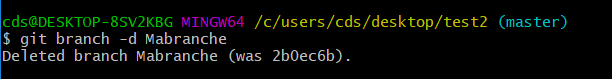 cds@DESKTOP-8SV2KBG MINGW64 /c/users/cds/desktop/test2 (master)
$ git branch -d Mabranche
Deleted branch Mabranche (was 2b0ec6b).